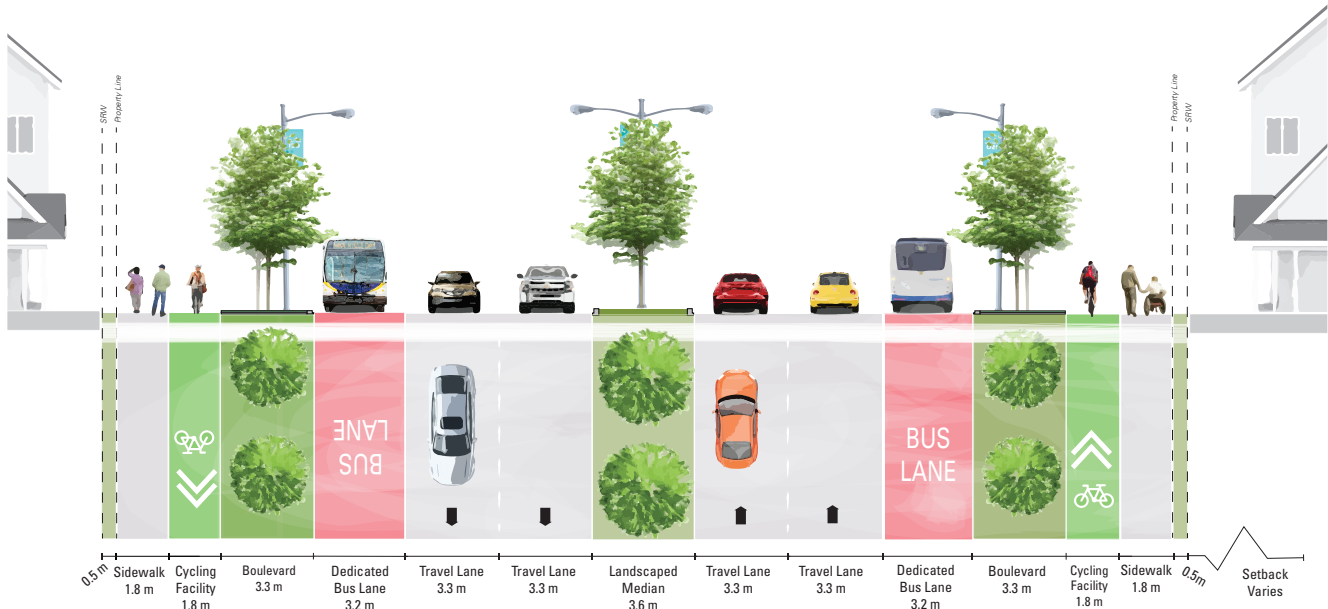 SRW
Property Line
Property Line
SRW
BUS
LANE
BUS
LANE
0.5 m
Sidewalk
1.8 m
Cycling
Facility
1.8 m
Boulevard
3.3 m
Dedicated
Bus Lane
3.2 m
Travel Lane
3.3 m
Travel Lane
3.3 m
Landscaped
Median
3.6 m
Travel Lane
3.3 m
Travel Lane
3.3 m
Dedicated
Bus Lane
3.2 m
Boulevard
3.3 m
Cycling
Facility
1.8 m
Sidewalk
1.8 m
0.5m
Setback
Varies